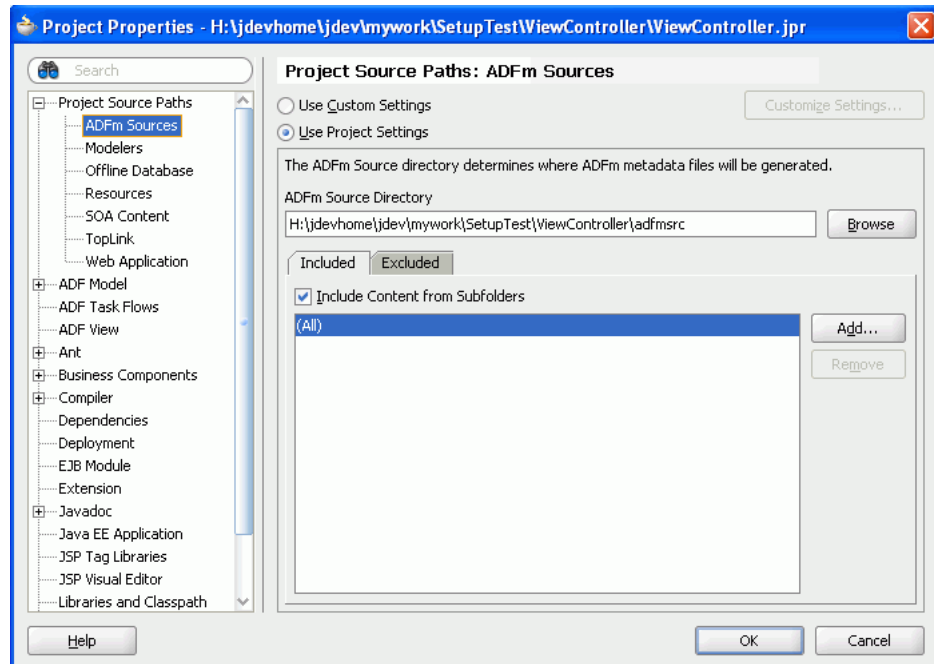 Project Properties - H:\jdevhome\jdev\mywork\SetupTest\ViewController\ViewController.jpr
Search
Project Source Paths
ADFm Sources
Modelers
Offline Database
Resources
SOA Content
TopLink
Web Application
ADF Model
ADF Task Flows
ADF View
Ant
Business Components
Compiler
Dependencies
Deployment
EJB Module
Extension
Javadoc
Java EE Application
JSP Tag Libraries
JSP Visual Editor
Libraries and Classpath
Project Source Paths: ADFm Sources
Use Custom Settings
Customize Settings...
Use Project Settings
The ADFm Source directory determines where ADFm metadata files will be generated.
ADFm Source Directory
H:\jdevhome\jdev\mywork\SetupTest\ViewController\adfmsrc
Browse
Included Excluded
Include Content from Subfolders
(All)
Add...
Remove
Help OK Cancel